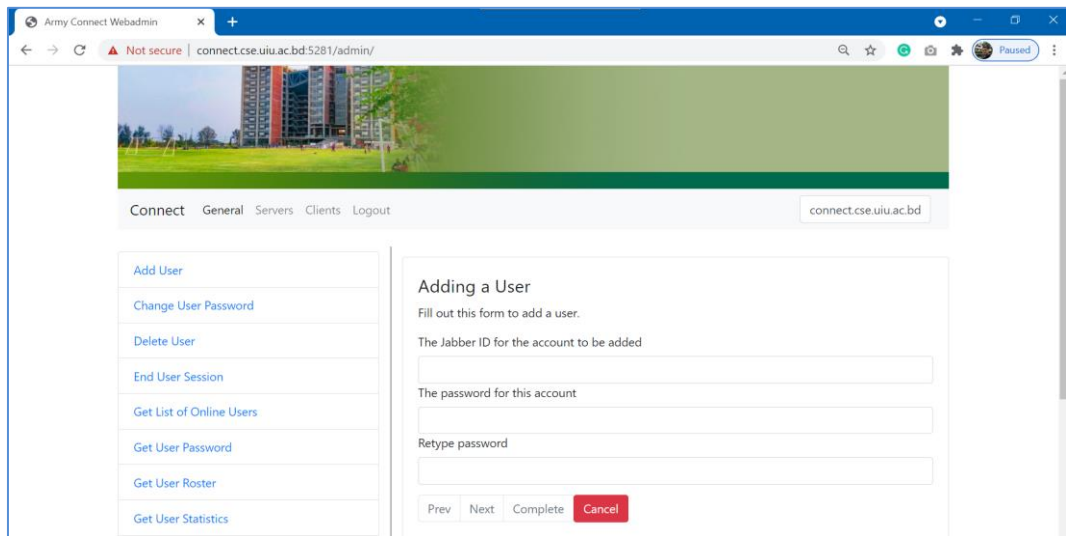 Army Connect Webadmin
Not secure | connect.cse.uiu.ac.bd:5281/admin/
Paused
Connect General Servers Clients Logout
connect.cse.uiu.ac.bd
Add User
Change User Password
Delete User
End User Session
Get List of Online Users
Get User Password
Get User Roster
Get User Statistics
Adding a User
Fill out this form to add a user.
The Jabber ID for the account to be added
The password for this account
Retype password
Prev Next Complete Cancel